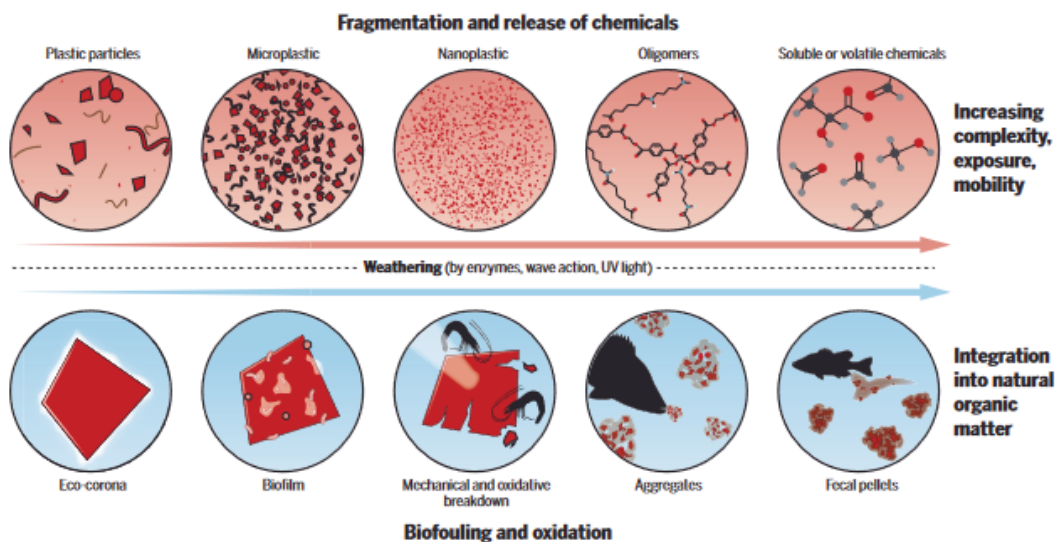 Fragmentation and release of chemicals
Plastic particles
Microplastic
Nanoplastic
Oligomers
Soluble or volatile chemicals
Increasing
complexity,
exposure,
mobility
Weathering (by enzymes, wave action, UV light)
Integration
into natural
organic
matter
Eco-corona
Biofilm
Mechanical and oxidative
breakdown
Aggregates
Fecal pellets
Biofouling and oxidation